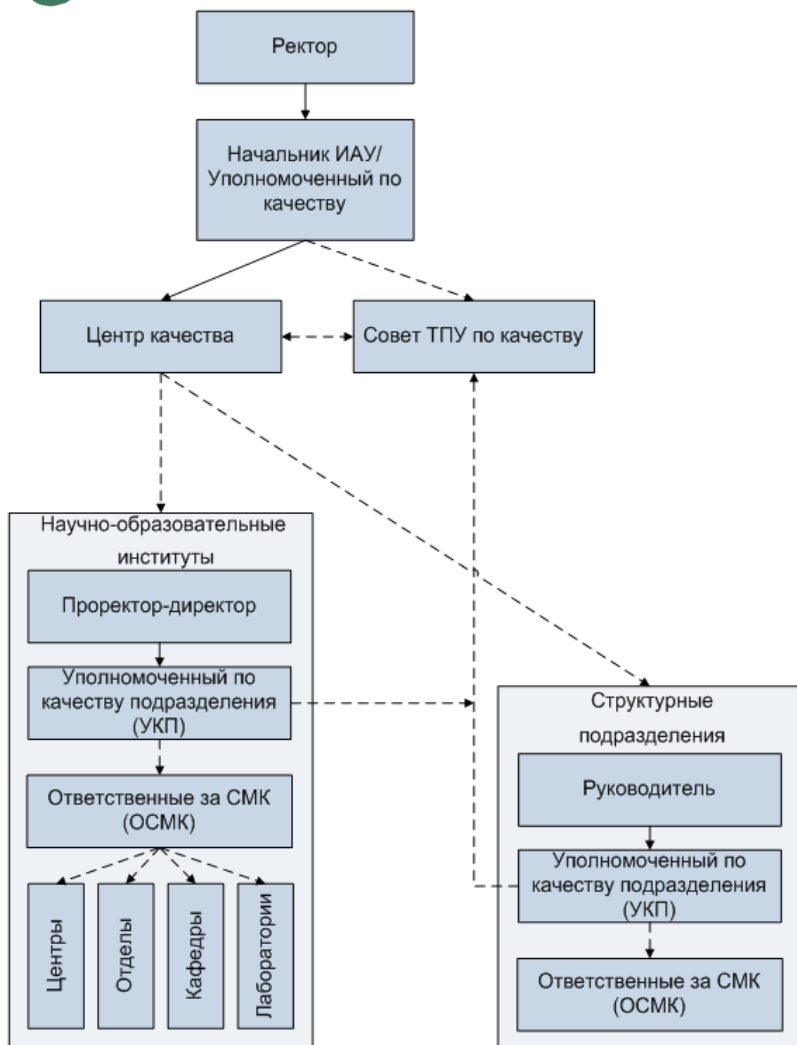 Ректор
Начальник ИАУ/
Уполномоченный по
качеству
Центр качества
Совет ТПУ по качеству
Научно-образовательные
институты
Проректор-директор
Уполномоченный по
качеству подразделения
(УКП)
Ответственные за СМК
(ОСМК)
Центры
Отделы
Кафедры
Лаборатории
Структурные
подразделения
Руководитель
Уполномоченный по
качеству подразделения
(УКП)
Ответственные за СМК
(ОСМК)